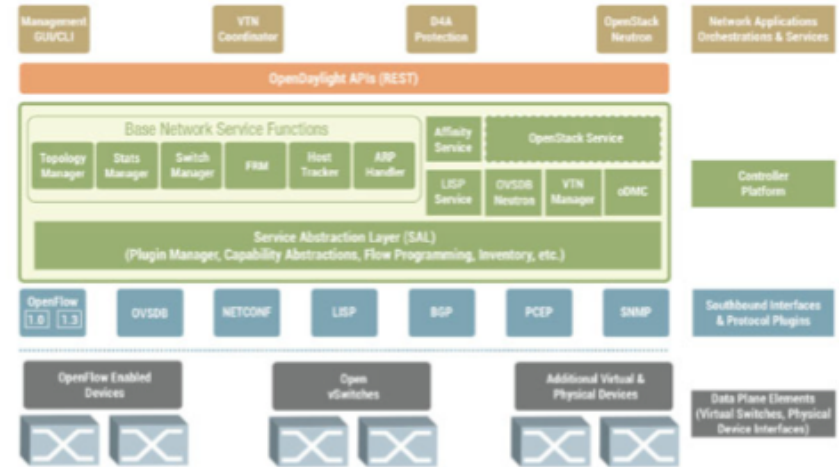 Management
GUI/CLI
VTN
Coordinator
D4A
Protection
OpenStack
Neutron
Network Applications
Orchestrations & Services
OpenDaylight APIs (REST)
Base Network Service Functions
Topology
Manager
Stats
Manager
Switch
Manager
FRM
Host
Tracker
ARP
Handler
Affinity
Service
OpenStack Service
LISP
Service
OVSDB
Neutron
VTN
Manager
oDMC
Controller
Platform
Service Abstraction Layer (SAL)
(Plugin Manager, Capability Abstractions, Flow Programming, Inventory, etc.)
OpenFlow
1.0 1.3
OVSDB
NETCONF
LISP
BGP
PCEP
SNMP
Southbound Interfaces
& Protocol Plugins
OpenFlow Enabled
Devices
Open
vSwitches
Additional Virtual &
Physical Devices
Data Plane Elements
(Virtual Switches, Physical
Device Interfaces)